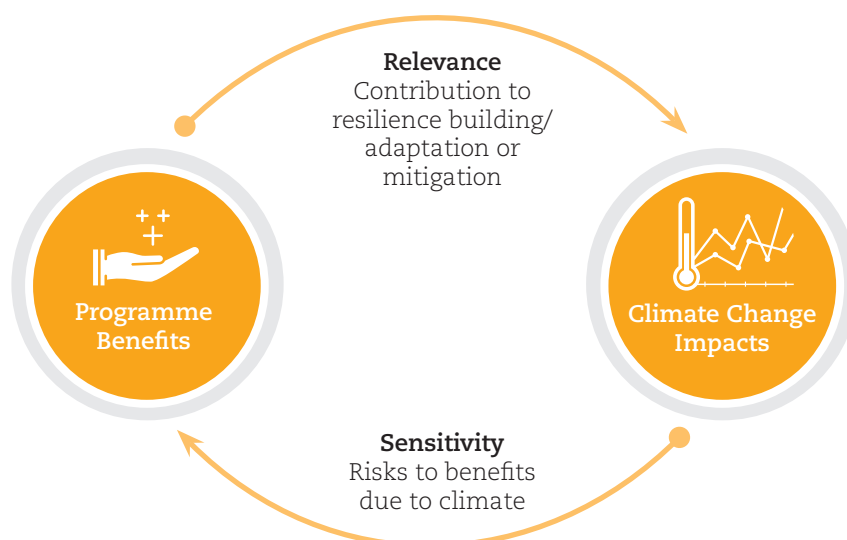 Relevance
Contribution to
resilience building/
adaptation or
mitigation
Programme
Benefits
Climate Change
Impacts
Sensitivity
Risks to benefits
due to climate